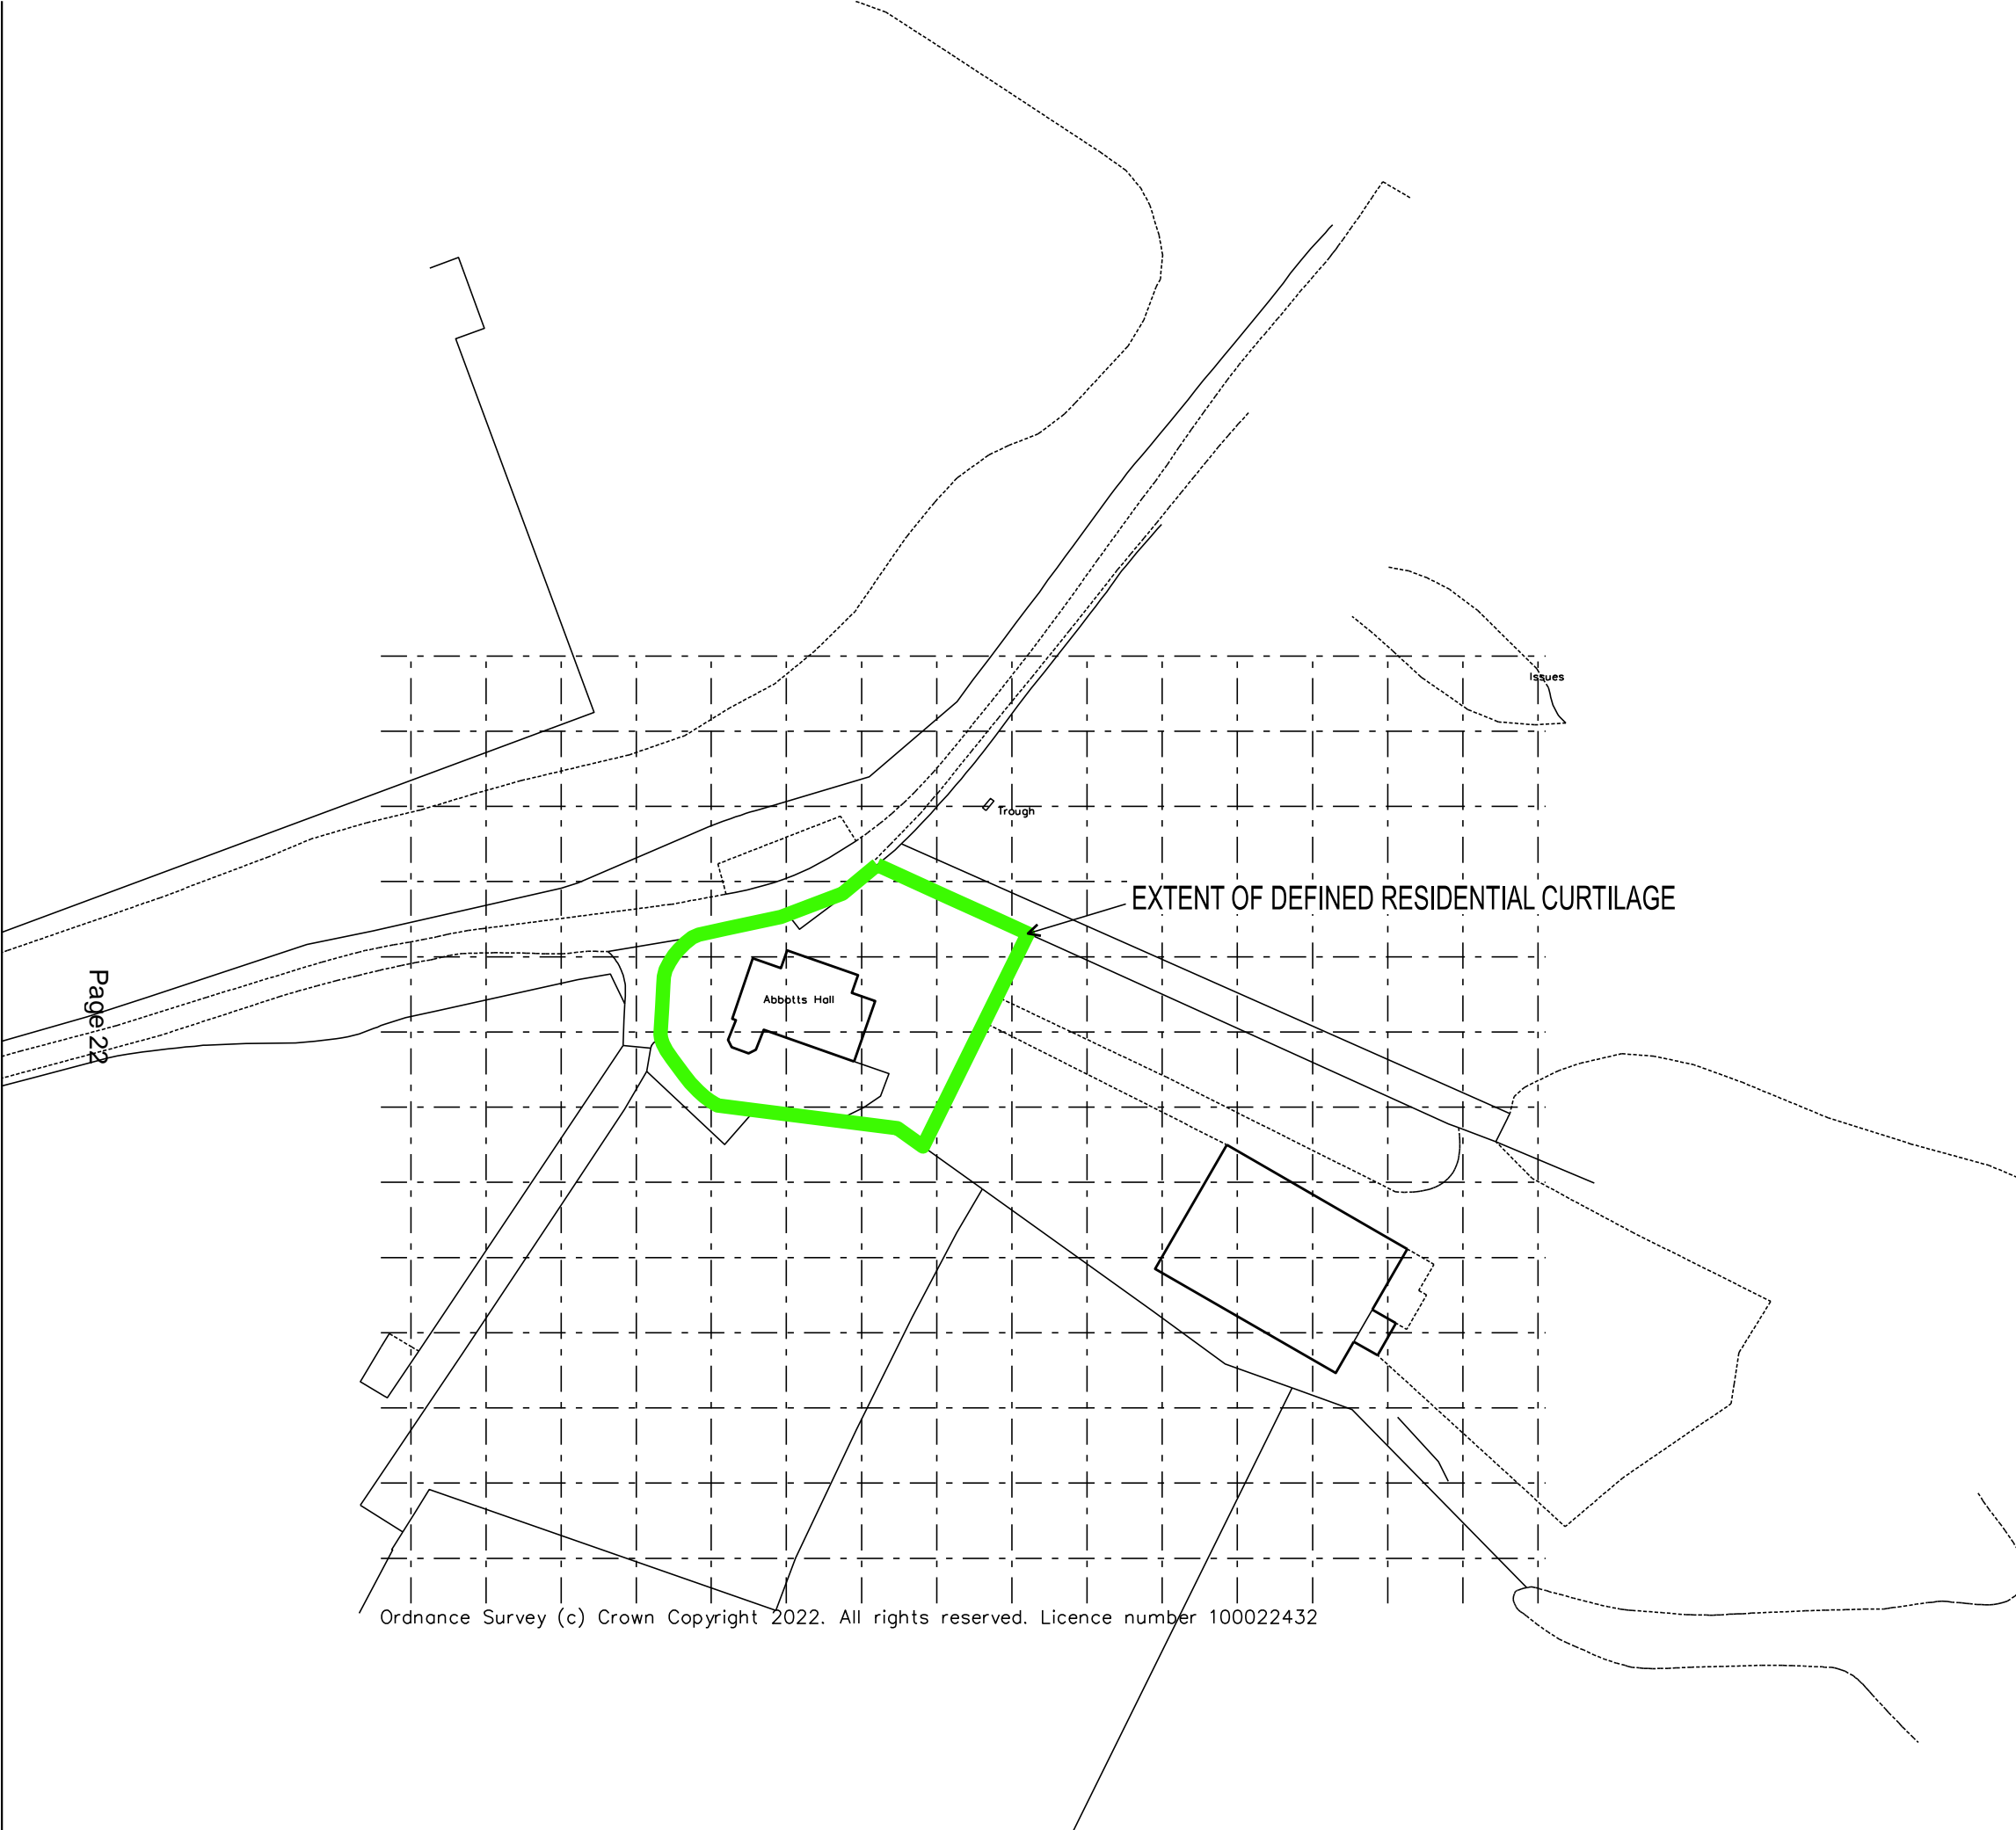 Issues
Trough
EXTENT OF DEFINED RESIDENTIAL CURTILAGE
Abbotts Hall
Page 22
Ordnance Survey (c) Crown Copyright 2022. All rights reserved. Licence number 100022432